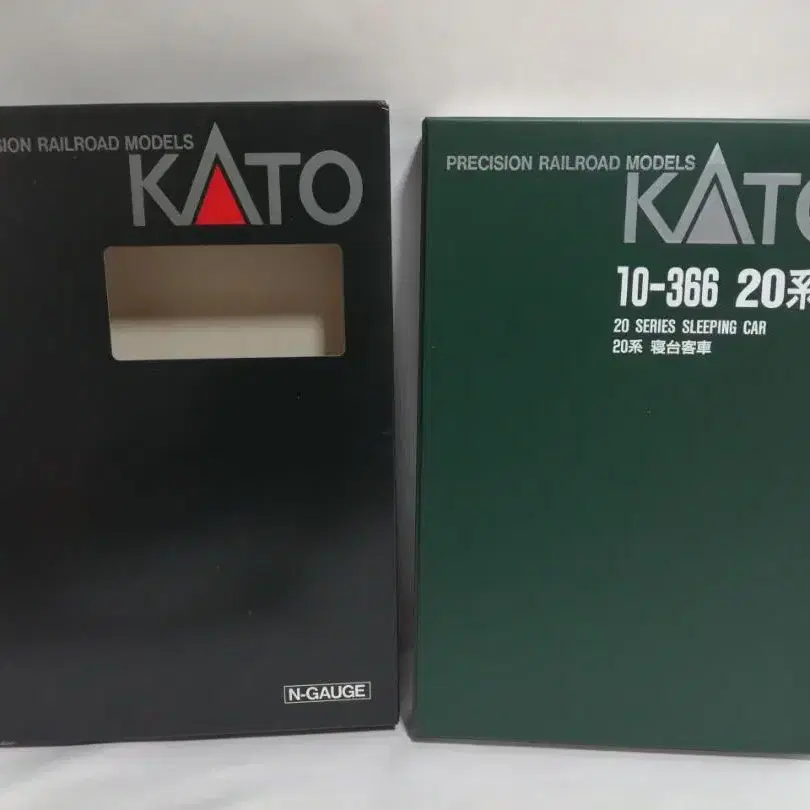 SION RAILROAD MODELS
KATO
N-GAUGE
PRECISION RAILROAD MODELS
KATO
10-366 20系
20 SERIES SLEEPING CAR
20系 寝台客車